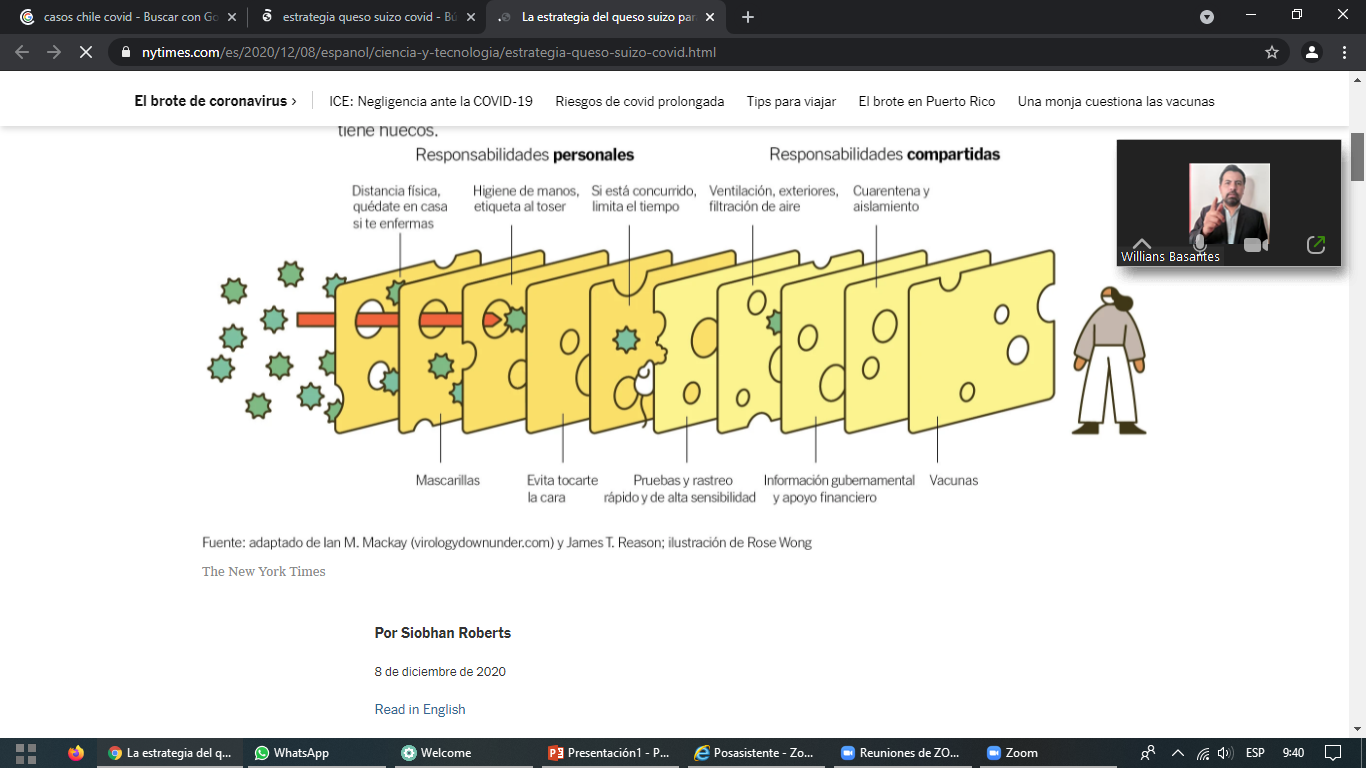 casos chile covid - Buscar con Go
estrategia queso suizo covid - Bú
La estrategia del queso suizo para
nytimes.com/es/2020/12/08/espanol/ciencia-y-tecnologia/estrategia-queso-suizo-covid.html
El brote de coronavirus ›
ICE: Negligencia ante la COVID-19
Riesgos de covid prolongada
Tips para viajar
El brote en Puerto Rico
Una monja cuestiona las vacunas
tiene huecos.
Responsabilidades personales
Responsabilidades compartidas
Distancia física,
quédate en casa
si te enfermas
Higiene de manos,
etiqueta al toser
Si está concurrido,
limita el tiempo
Ventilación, exteriores,
filtración de aire
Cuarentena y
aislamiento
Willians Basantes
Mascarillas
Evita tocarte
la cara
Pruebas y rastreo
rápido y de alta sensibilidad
Información gubernamental
y apoyo financiero
Vacunas
Fuente: adaptado de Ian M. Mackay (virologydownunder.com) y James T. Reason; ilustración de Rose Wong
The New York Times
Por Siobhan Roberts
8 de diciembre de 2020
Read in English
La estrategia del q...
WhatsApp
Welcome
Presentación1 - P...
Posasistente - Zo...
Reuniones de ZO...
Zoom
ESP
9:40